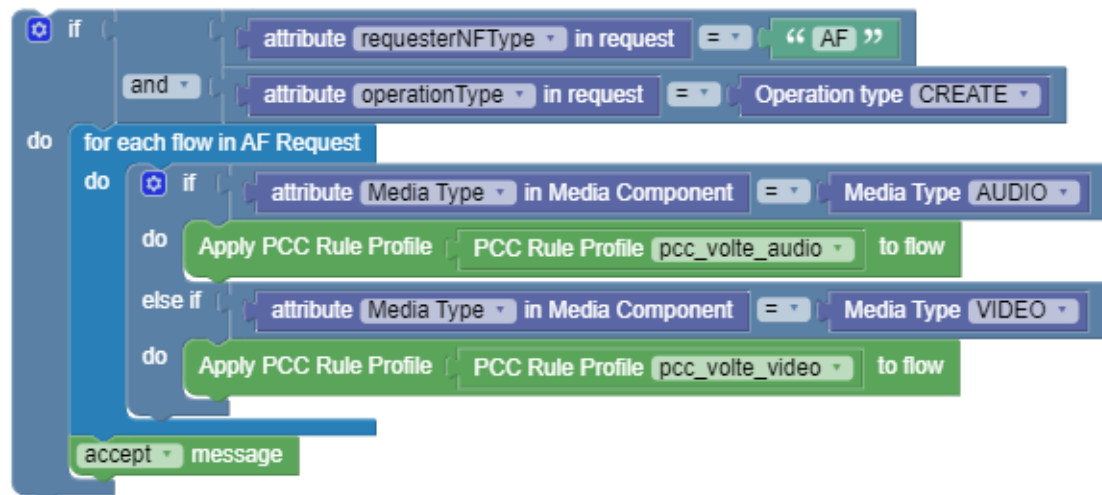 if attribute requesterNFType in request = “ AF ”
and attribute operationType in request = Operation type CREATE
do for each flow in AF Request
do if attribute Media Type in Media Component = Media Type AUDIO
do Apply PCC Rule Profile PCC Rule Profile pcc_volte_audio to flow
else if attribute Media Type in Media Component = Media Type VIDEO
do Apply PCC Rule Profile PCC Rule Profile pcc_volte_video to flow
accept message